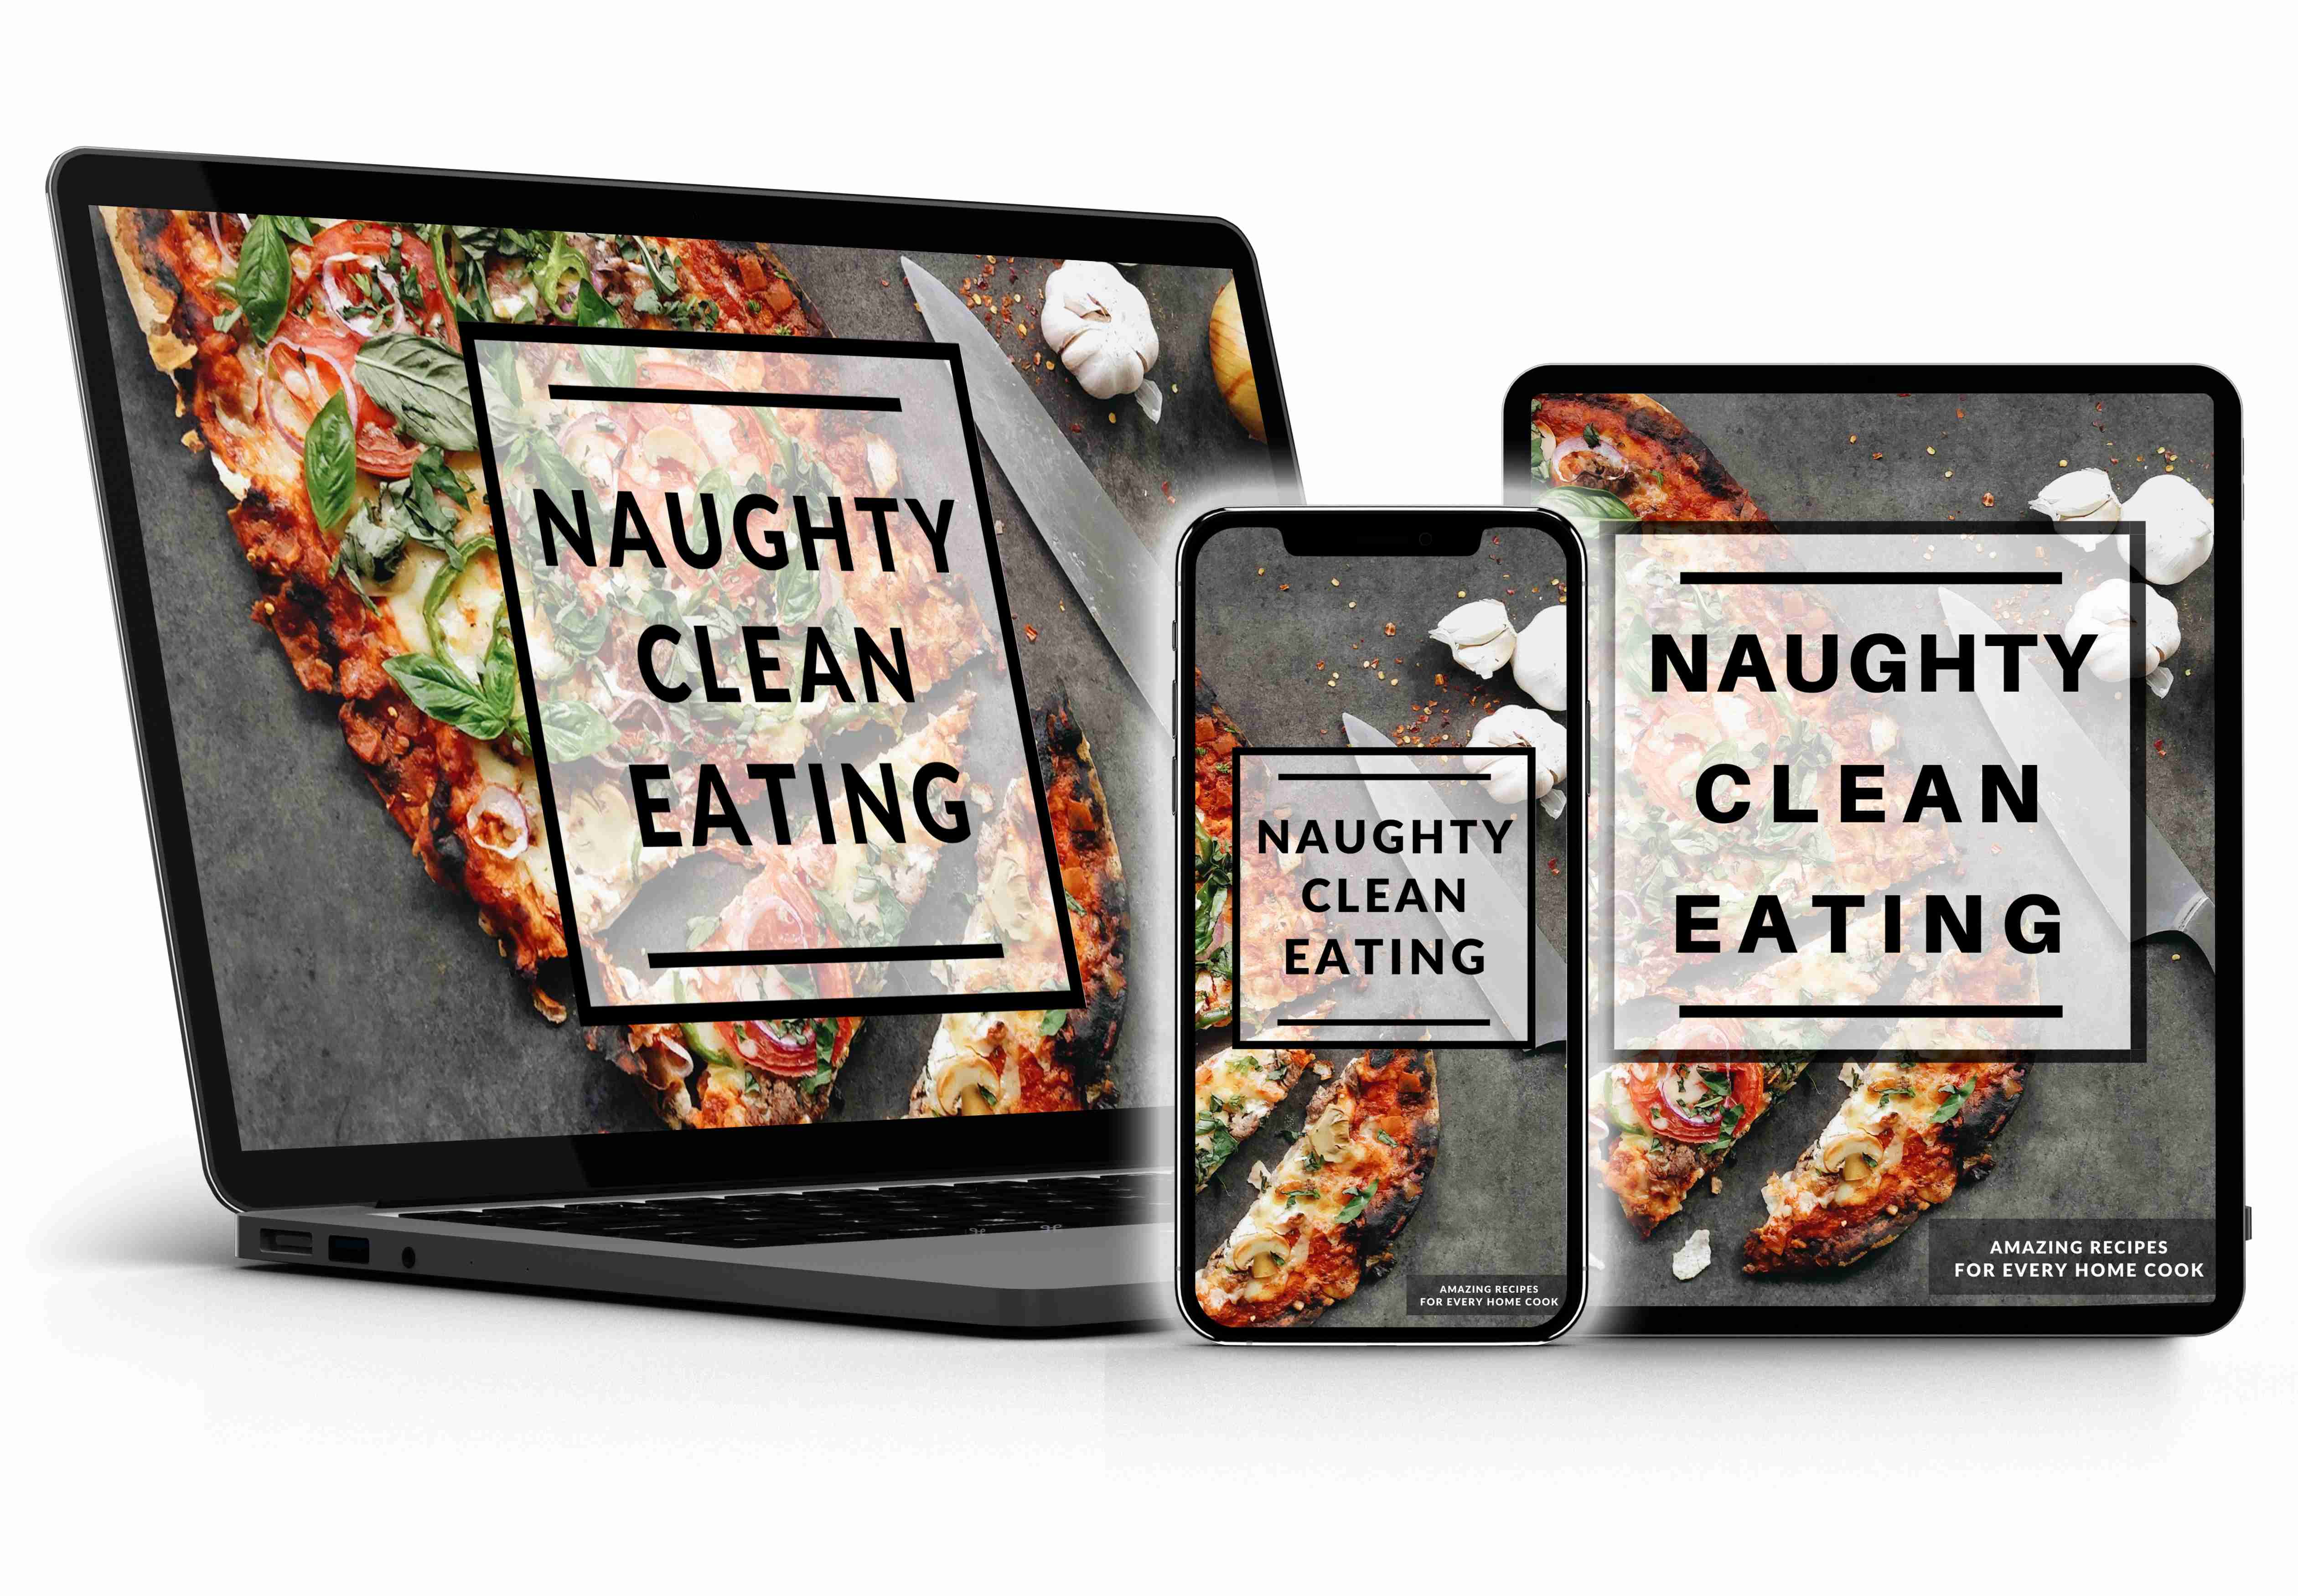 NAUGHTY
CLEAN
EATING
NAUGHTY
CLEAN
EATING
AMAZING RECIPES
FOR EVERY HOME COOK
NAUGHTY
CLEAN
EATING
AMAZING RECIPES
FOR EVERY HOME COOK